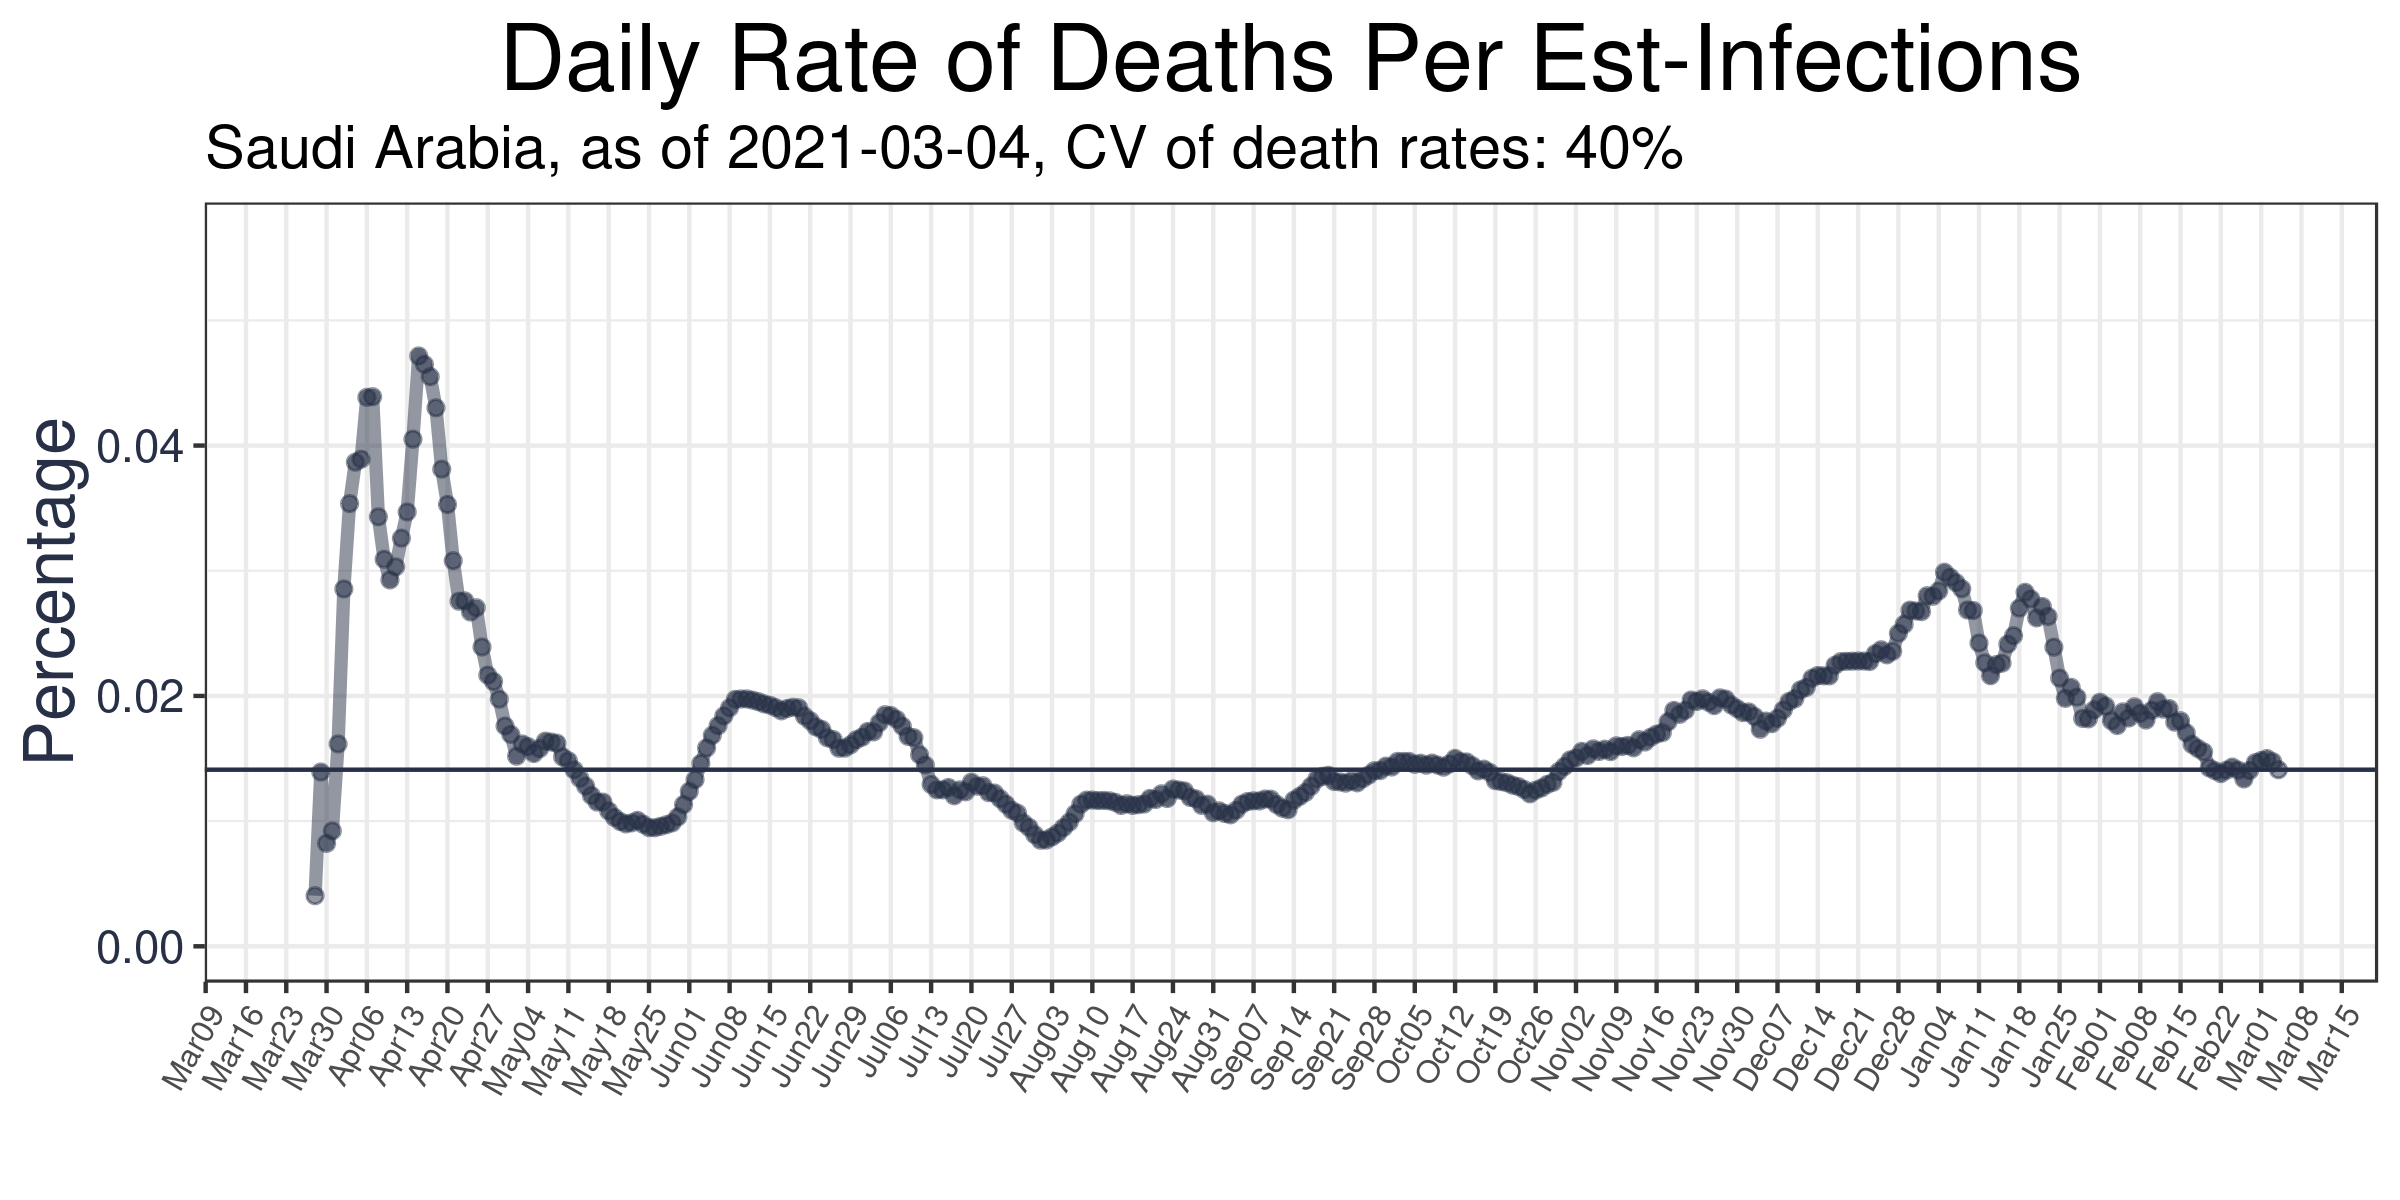 Daily Rate of Deaths Per Est-Infections
Saudi Arabia, as of 2021-03-04, CV of death rates: 40%
Percentage
0.04
0.02
0.00
Mar09
Mar16
Mar23
Mar30
Apr06
Apr13
Apr20
Apr27
May04
May11
May18
May25
Jun01
Jun08
Jun15
Jun22
Jun29
Jul06
Jul13
Jul20
Jul27
Aug03
Aug10
Aug17
Aug24
Aug31
Sep07
Sep14
Sep21
Sep28
Oct05
Oct12
Oct19
Oct26
Nov02
Nov09
Nov16
Nov23
Nov30
Dec07
Dec14
Dec21
Dec28
Jan04
Jan11
Jan18
Jan25
Feb01
Feb08
Feb15
Feb22
Mar01
Mar08
Mar15